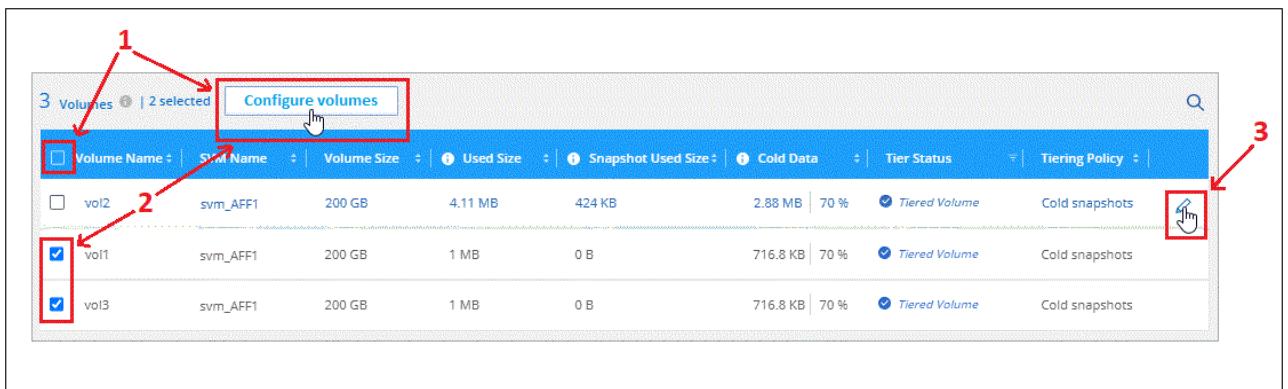 1
3 Volumes | 2 selected Configure volumes
3
Volume Name SVM Name Volume Size Used Size Snapshot Used Size Cold Data Tier Status Tiering Policy
2
vol2 svm_AFF1 200 GB 4.11 MB 424 KB 2.88 MB 70 % Tiered Volume Cold snapshots
vol1 svm_AFF1 200 GB 1 MB 0 B 716.8 KB 70 % Tiered Volume Cold snapshots
vol3 svm_AFF1 200 GB 1 MB 0 B 716.8 KB 70 % Tiered Volume Cold snapshots